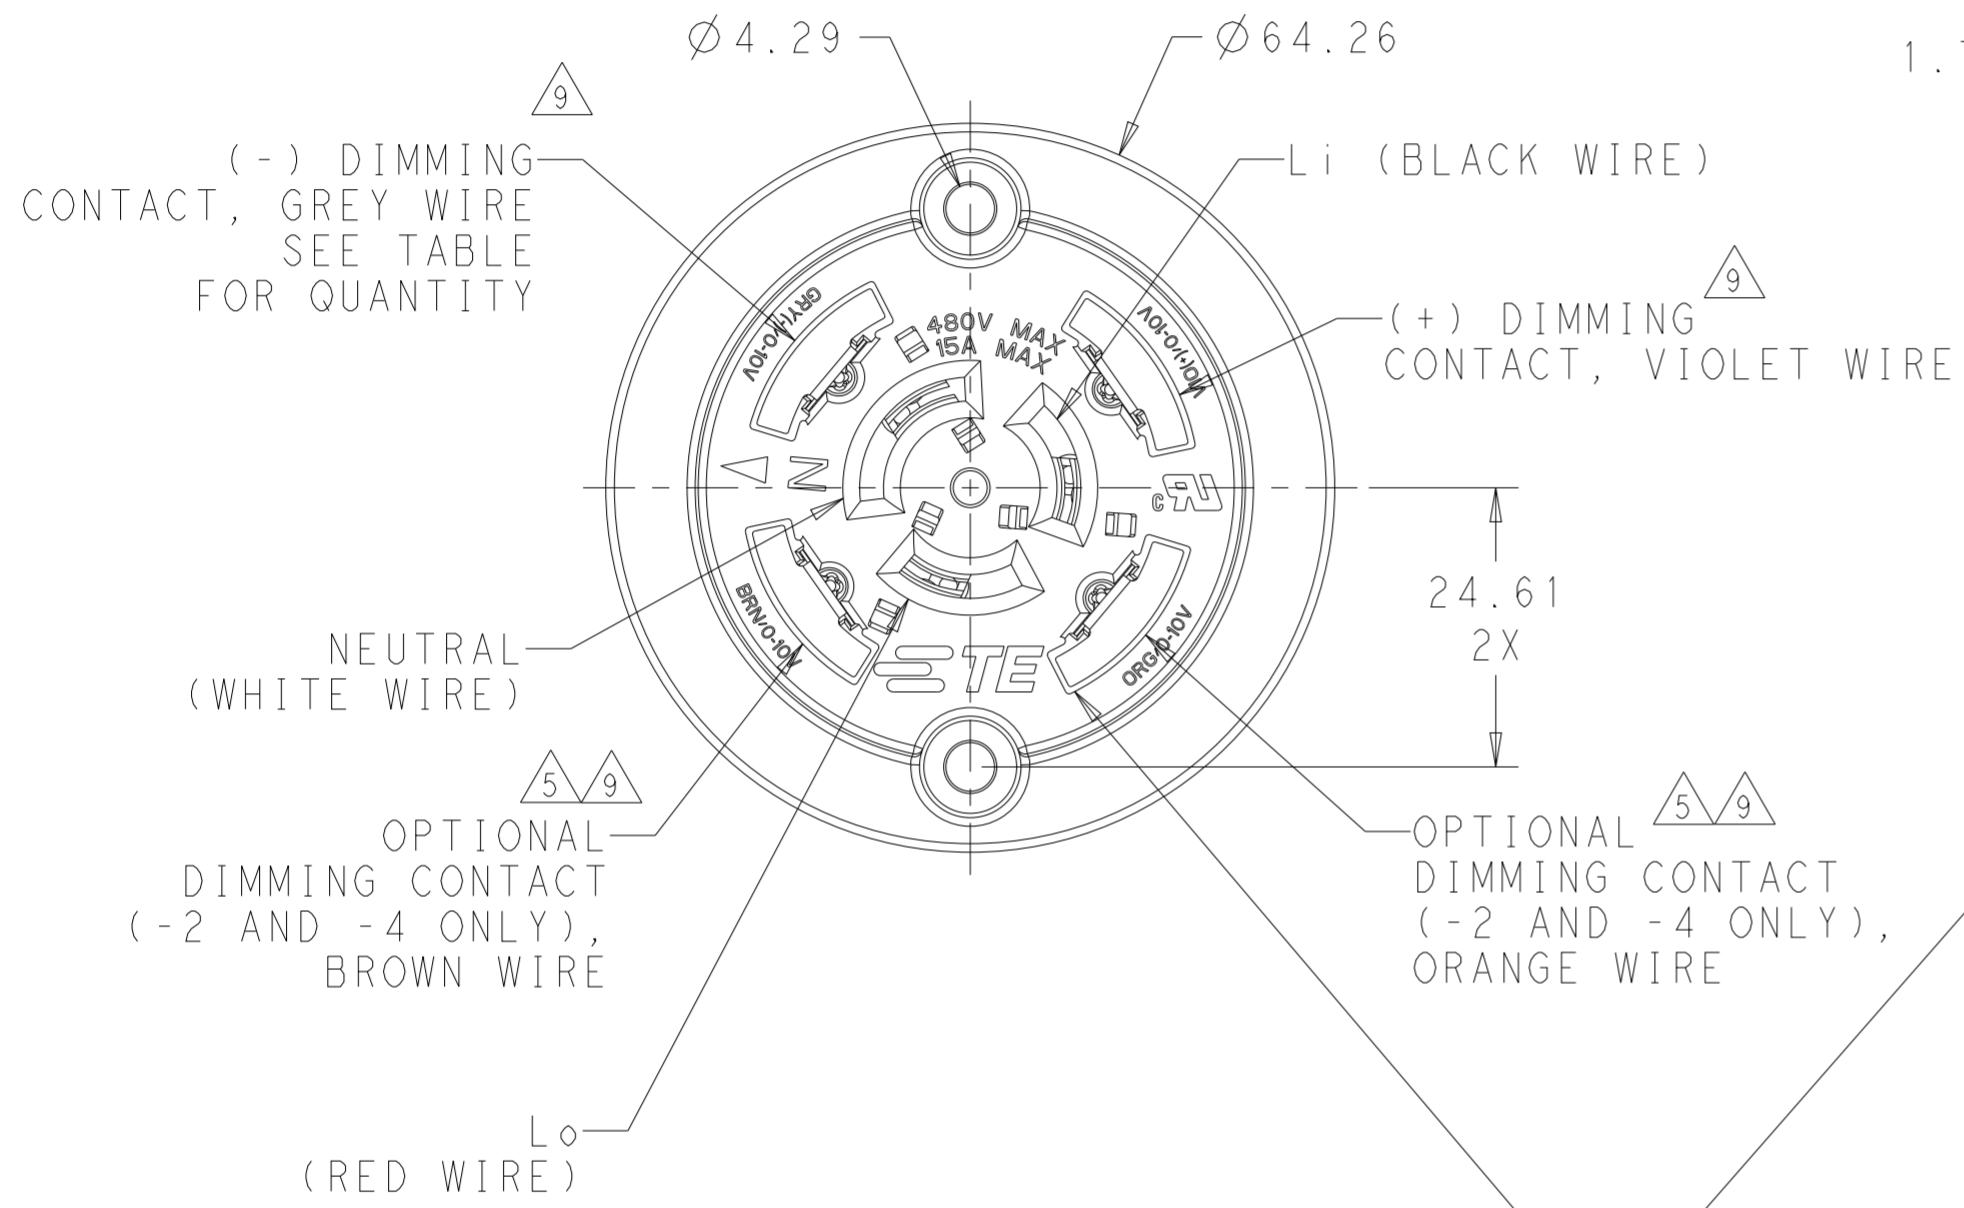 Ø4.29
Ø64.26
1.
9
(-) DIMMING
CONTACT, GREY WIRE
SEE TABLE
FOR QUANTITY
Li (BLACK WIRE)
9
(+) DIMMING
CONTACT, VIOLET WIRE
GRY(-)/0-10V
480V MAX
15A MAX
VIO(+)/0-10V
N
c
BRN/0-10V
TE
ORG/0-10V
24.61
2X
NEUTRAL
(WHITE WIRE)
5 9
OPTIONAL
DIMMING CONTACT
(-2 AND -4 ONLY),
BROWN WIRE
5 9
OPTIONAL
DIMMING CONTACT
(-2 AND -4 ONLY),
ORANGE WIRE
Lo
(RED WIRE)